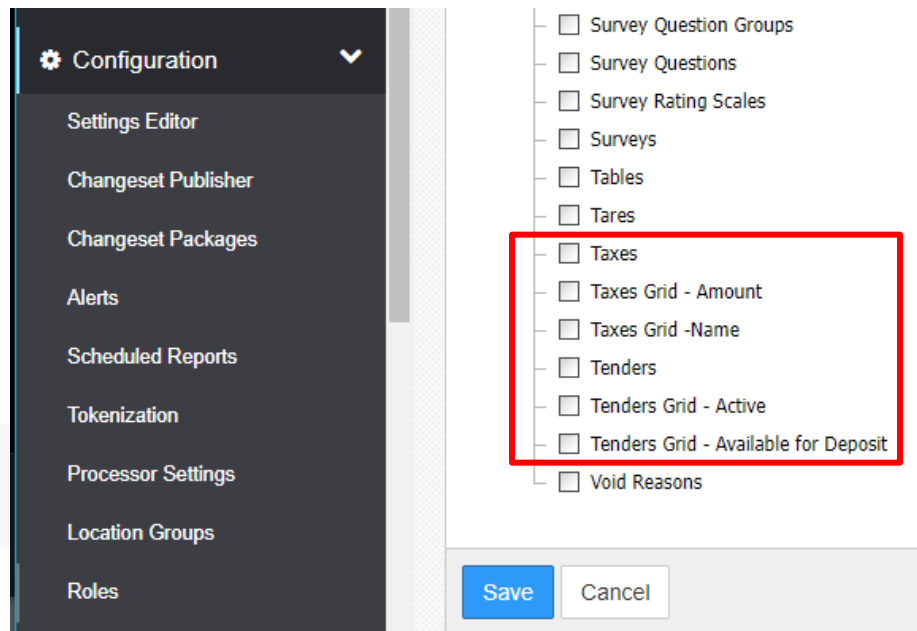 Configuration
Settings Editor
Changeset Publisher
Changeset Packages
Alerts
Scheduled Reports
Tokenization
Processor Settings
Location Groups
Roles
Survey Question Groups
Survey Questions
Survey Rating Scales
Surveys
Tables
Tares
Taxes
Taxes Grid - Amount
Taxes Grid -Name
Tenders
Tenders Grid - Active
Tenders Grid - Available for Deposit
Void Reasons
Save
Cancel